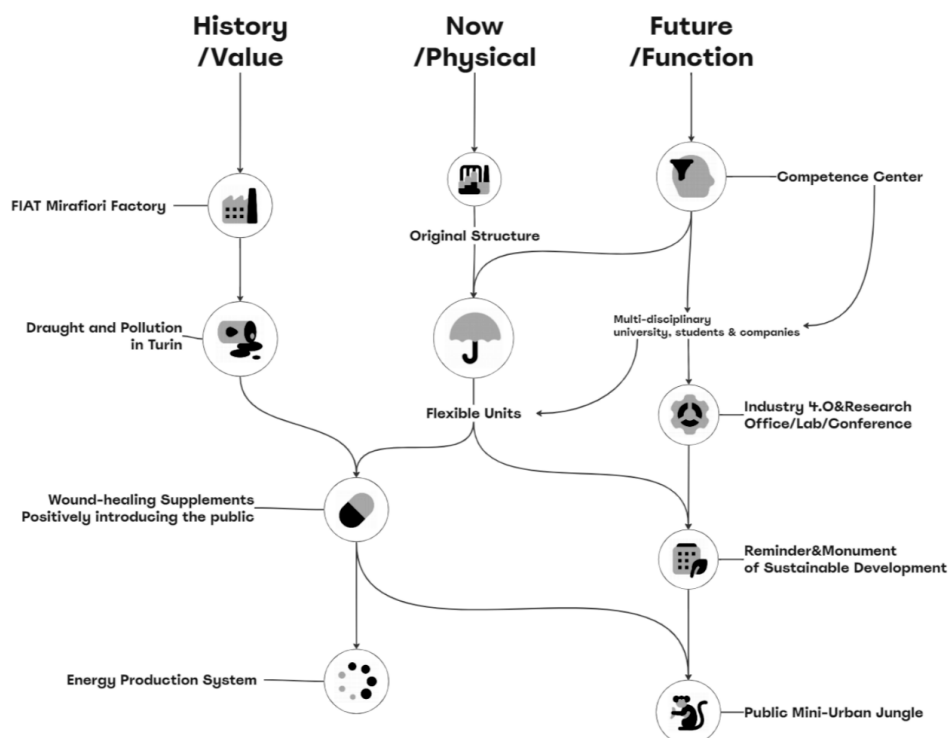 History
/Value
Now
/Physical
Future
/Function
FIAT Mirafiori Factory
Competence Center
Original Structure
Draught and Pollution
in Turin
Multi-disciplinary
university, students & companies
Flexible Units
Industry 4.0&Research
Office/Lab/Conference
Wound-healing Supplements
Positively introducing the public
Reminder&Monument
of Sustainable Development
Energy Production System
Public Mini-Urban Jungle